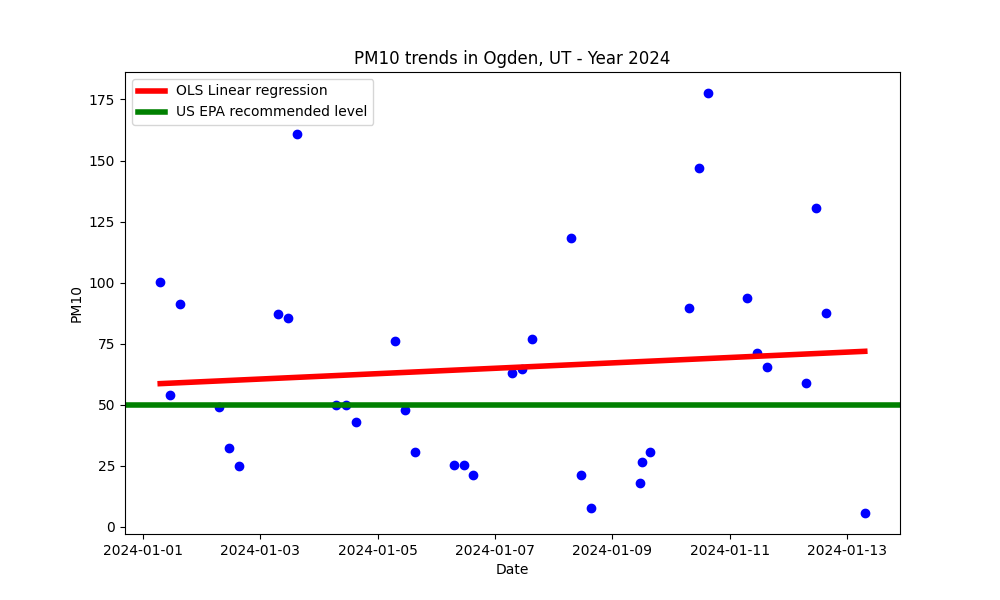 PM10 trends in Ogden, UT - Year 2024
OLS Linear regression
US EPA recommended level
PM10
175
150
125
100
75
50
25
0
2024-01-01 2024-01-03 2024-01-05 2024-01-07 2024-01-09 2024-01-11 2024-01-13
Date